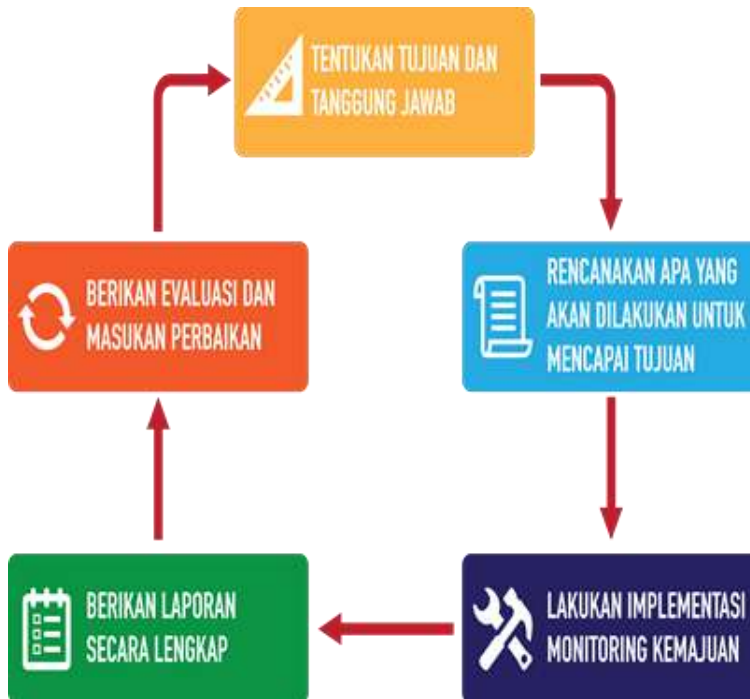 TENTUKAN TUJUAN DAN
TANGGUNG JAWAB
RENCANAKAN APA YANG
AKAN DILAKUKAN UNTUK
MENCAPAI TUJUAN
LAKUKAN IMPLEMENTASI
MONITORING KEMAJUAN
BERIKAN LAPORAN
SECARA LENGKAP
BERIKAN EVALUASI DAN
MASUKAN PERBAIKAN